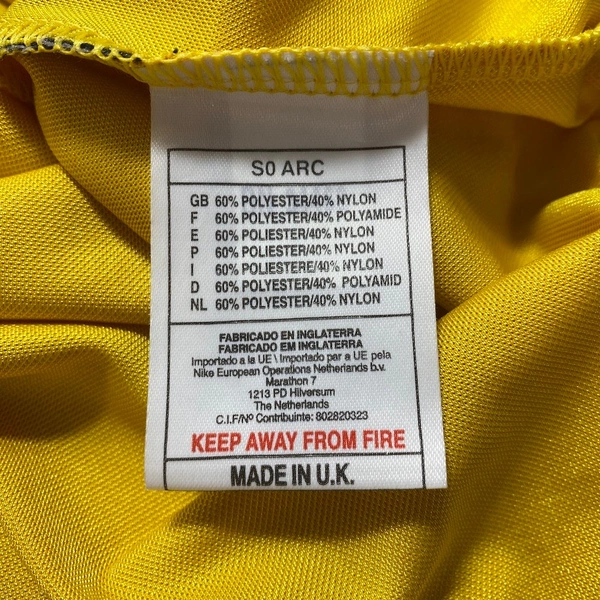 S0 ARC
GB 60% POLYESTER/40% NYLON
F 60% POLYESTER/40% POLYAMIDE
E 60% POLYESTER/40% NYLON
P 60% POLIESTER/40% NYLON
I 60% POLIESTERE/40% NYLON
D 60% POLYESTER/40% POLYAMID
NL 60% POLYESTER/40% NYLON
FABRICADO EN INGLATERRA
FABRICADO EM INGLATERRA
Importado a la UE \ Importado par a UE pela
Nike European Operations Netherlands b.v.
Marathon 7
1213 PD Hilversum
The Netherlands
C.I.F/Nº Contribuinte: 802820323
KEEP AWAY FROM FIRE
MADE IN U.K.